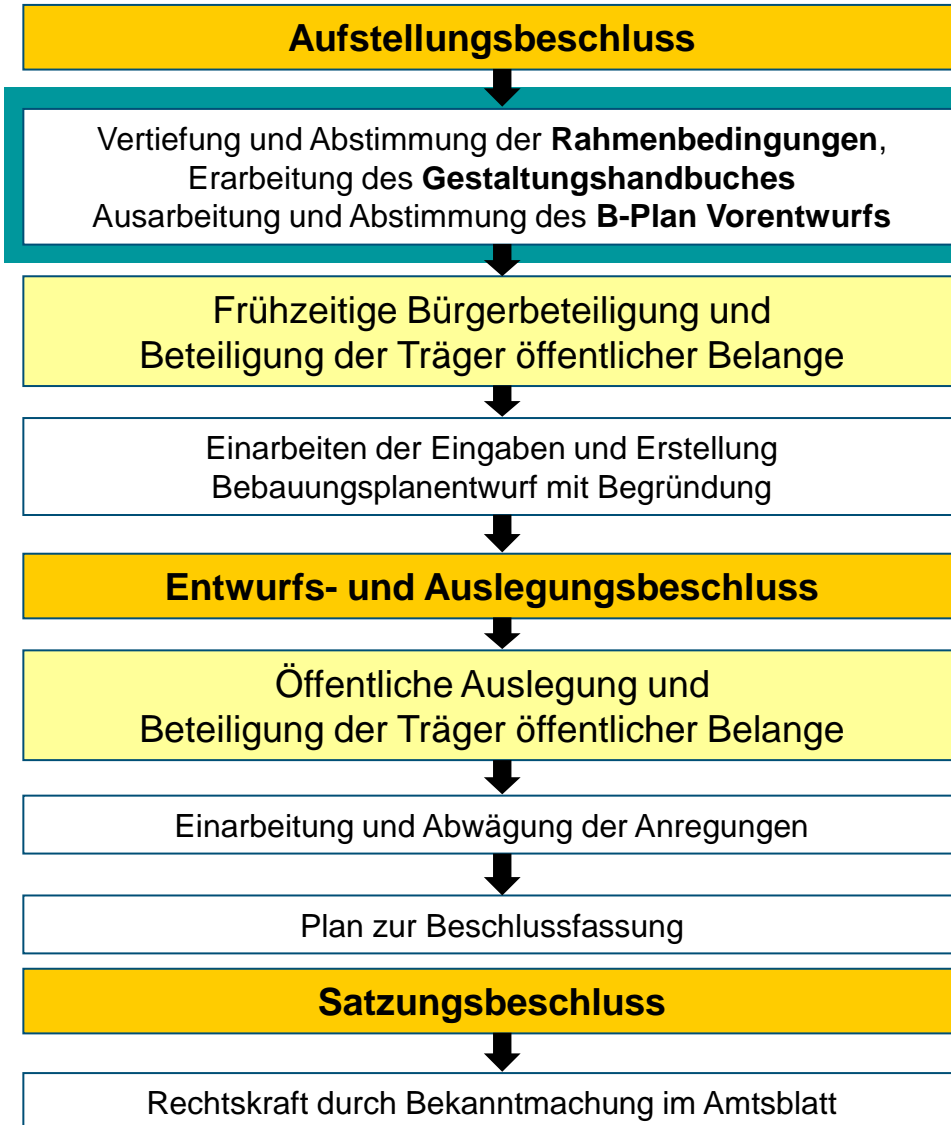 Aufstellungsbeschluss
Vertiefung und Abstimmung der Rahmenbedingungen,
Erarbeitung des Gestaltungshandbuches
Ausarbeitung und Abstimmung des B-Plan Vorentwurfs
Frühzeitige Bürgerbeteiligung und
Beteiligung der Träger öffentlicher Belange
Einarbeiten der Eingaben und Erstellung
Bebauungsplanentwurf mit Begründung
Entwurfs- und Auslegungsbeschluss
Öffentliche Auslegung und
Beteiligung der Träger öffentlicher Belange
Einarbeitung und Abwägung der Anregungen
Plan zur Beschlussfassung
Satzungsbeschluss
Rechtskraft durch Bekanntmachung im Amtsblatt